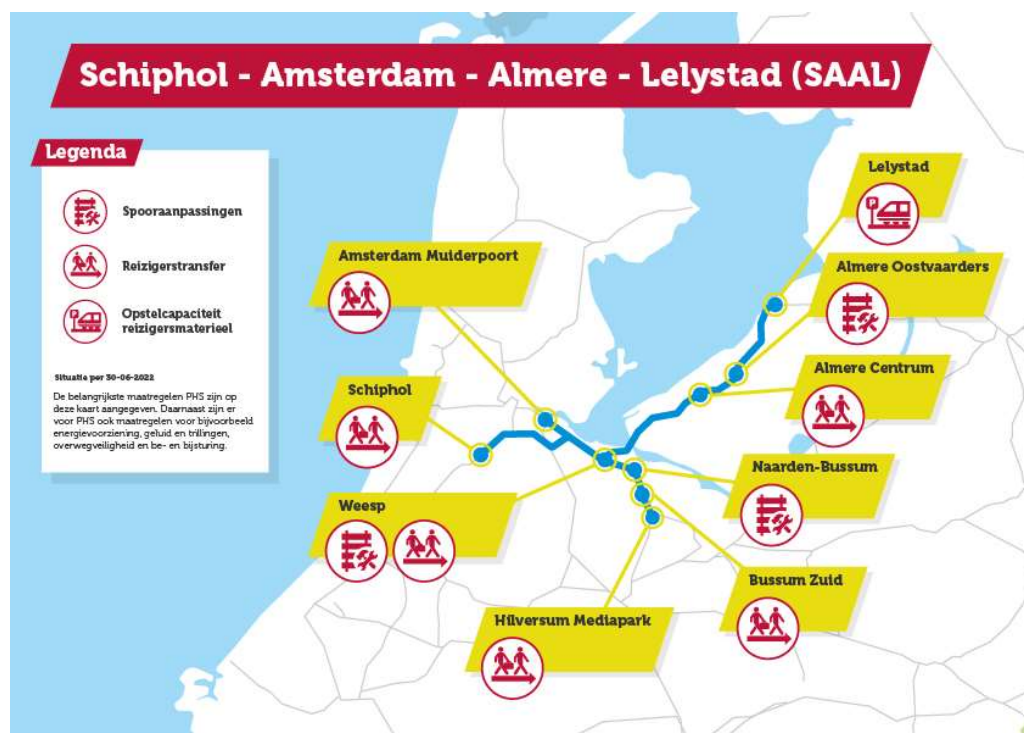 Schiphol - Amsterdam - Almere - Lelystad (SAAL)
Legenda
Spooraanpassingen
Reizigerstransfer
Opstelcapaciteit
reizigersmaterieel
Situatie per 30-06-2022
De belangrijkste maatregelen PHS zijn op
deze kaart aangegeven. Daarnaast zijn er
voor PHS ook maatregelen voor bijvoorbeeld
energievoorziening, geluid en trillingen,
overwegveiligheid en be- en bijsturing.
Lelystad
P
Amsterdam Muiderpoort
Almere Oostvaarders
Almere Centrum
Schiphol
Naarden-Bussum
Weesp
Bussum Zuid
Hilversum Mediapark